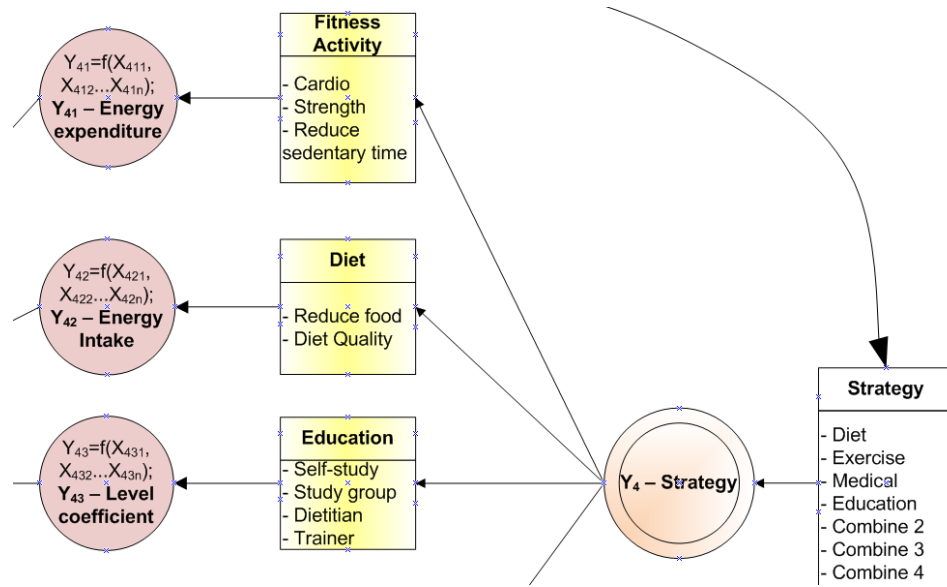 Y41=f(X411,
X412...X41n);
Y41 – Energy
expenditure
Fitness
Activity
- Cardio
- Strength
- Reduce
sedentary time
Y42=f(X421,
X422...X42n);
Y42 – Energy
Intake
Diet
- Reduce food
- Diet Quality
Y43=f(X431,
X432...X43n);
Y43 – Level
coefficient
Education
- Self-study
- Study group
- Dietitian
- Trainer
Y4 – Strategy
Strategy
- Diet
- Exercise
- Medical
- Education
- Combine 2
- Combine 3
- Combine 4